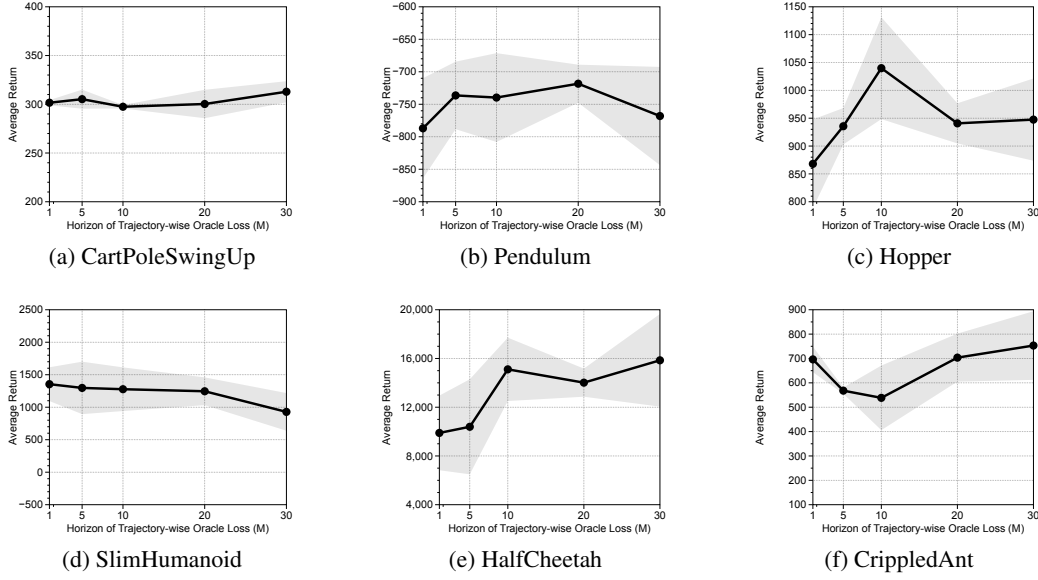 400
350
300
250
200
Average Return
1 5 10 20 30
Horizon of Trajectory-wise Oracle Loss (M)
(a) CartPoleSwingUp
−600
−650
−700
−750
−800
−850
−900
Average Return
1 5 10 20 30
Horizon of Trajectory-wise Oracle Loss (M)
(b) Pendulum
1150
1100
1050
1000
950
900
850
800
Average Return
1 5 10 20 30
Horizon of Trajectory-wise Oracle Loss (M)
(c) Hopper
2500
2000
1500
1000
500
0
−500
Average Return
1 5 10 20 30
Horizon of Trajectory-wise Oracle Loss (M)
(d) SlimHumanoid
20,000
16,000
12,000
8,000
4,000
Average Return
1 5 10 20 30
Horizon of Trajectory-wise Oracle Loss (M)
(e) HalfCheetah
900
800
700
600
500
400
300
200
100
Average Return
1 5 10 20 30
Horizon of Trajectory-wise Oracle Loss (M)
(f) CrippledAnt